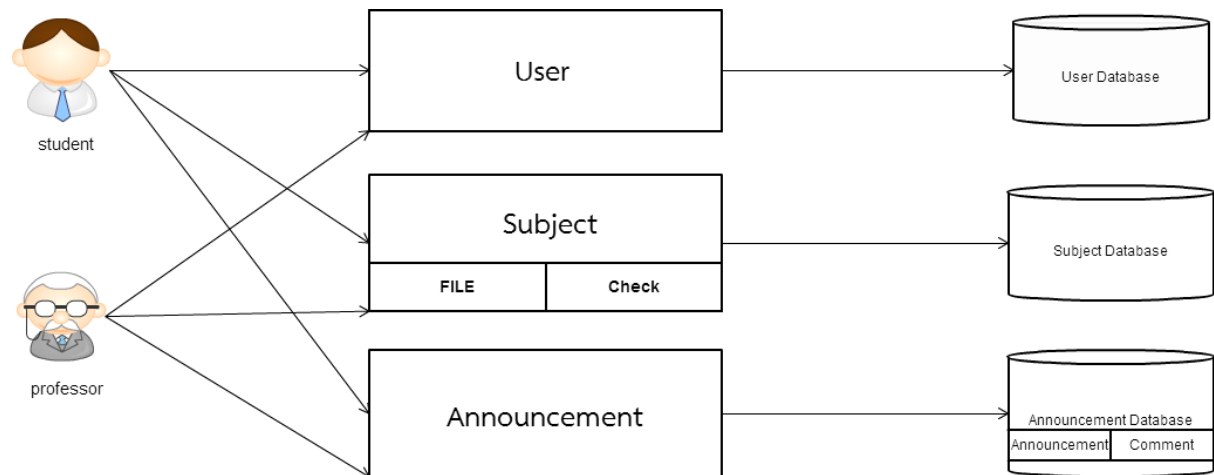 User
User Database
student
Subject
Subject Database
FILE
Check
professor
Announcement
Announcement Database
Announcement
Comment